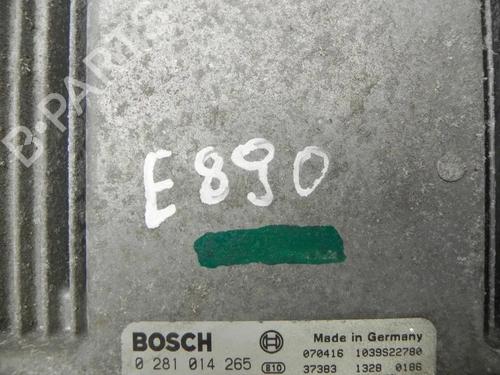 B-PARTS
E890
BOSCH
Made in Germany
0 281 014 265
070416 1039S22780
B10
37383 1328 0186